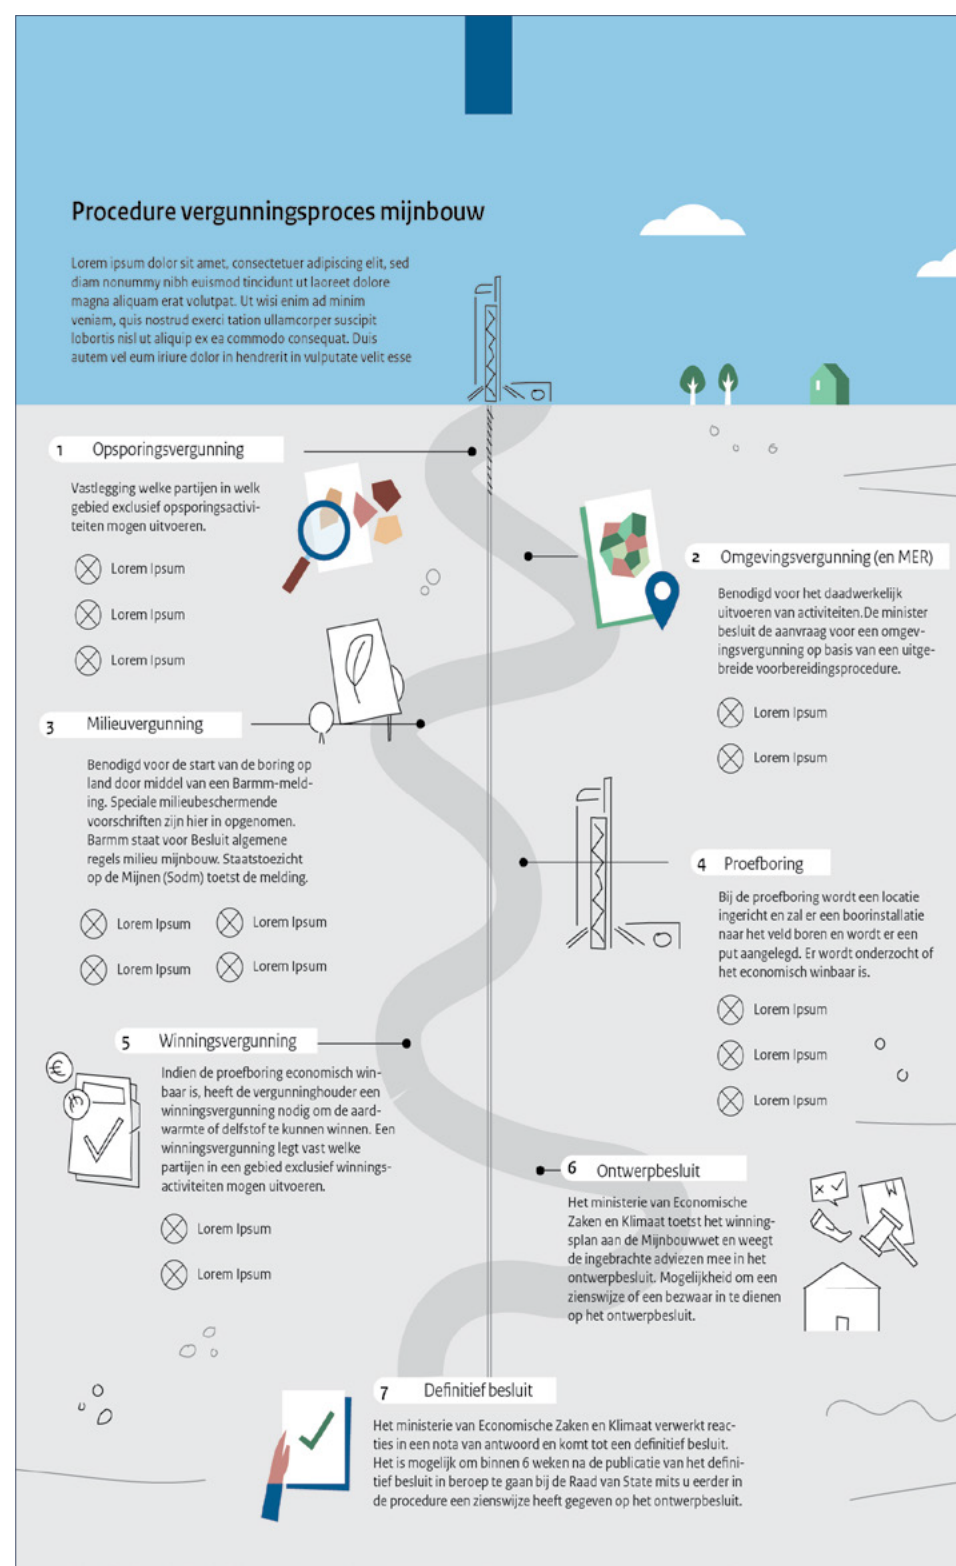 Procedure vergunningsproces mijnbouw
Lorem ipsum dolor sit amet, consectetuer adipiscing elit, sed
diam nonummy nibh euismod tincidunt ut laoreet dolore
magna aliquam erat volutpat. Ut wisi enim ad minim
veniam, quis nostrud exerci tation ullamcorper suscipit
lobortis nisl ut aliquip ex ea commodo consequat. Duis
autem vel eum iriure dolor in hendrerit in vulputate velit esse
1 Opsporingsvergunning
Vastlegging welke partijen in welk
gebied exclusief opsporingsactivi-
teiten mogen uitvoeren.
Lorem Ipsum
Lorem Ipsum
Lorem Ipsum
2 Omgevingsvergunning (en MER)
Benodigd voor het daadwerkelijk
uitvoeren van activiteiten.De minister
besluit de aanvraag voor een omgev-
ingsvergunning op basis van een uitge-
breide voorbereidingsprocedure.
Lorem Ipsum
Lorem Ipsum
3 Milieuvergunning
Benodigd voor de start van de boring op
land door middel van een Barmm-meld-
ing. Speciale milieubeschermende
voorschriften zijn hier in opgenomen.
Barmm staat voor Besluit algemene
regels milieu mijnbouw. Staatstoezicht
op de Mijnen (Sodm) toetst de melding.
Lorem Ipsum Lorem Ipsum
Lorem Ipsum Lorem Ipsum
4 Proefboring
Bij de proefboring wordt een locatie
ingericht en zal er een boorinstallatie
naar het veld boren en wordt er een
put aangelegd. Er wordt onderzocht of
het economisch winbaar is.
Lorem Ipsum
Lorem Ipsum
Lorem Ipsum
5 Winningsvergunning
€
Indien de proefboring economisch win-
baar is, heeft de vergunninghouder een
winningsvergunning nodig om de aard-
warmte of delfstof te kunnen winnen. Een
winningsvergunning legt vast welke
partijen in een gebied exclusief winnings-
activiteiten mogen uitvoeren.
Lorem Ipsum
Lorem Ipsum
6 Ontwerpbesluit
Het ministerie van Economische
Zaken en Klimaat toetst het winning-
splan aan de Mijnbouwwet en weegt
de ingebrachte adviezen mee in het
ontwerpbesluit. Mogelijkheid om een
zienswijze of een bezwaar in te dienen
op het ontwerpbesluit.
7 Definitief besluit
Het ministerie van Economische Zaken en Klimaat verwerkt reac-
ties in een nota van antwoord en komt tot een definitief besluit.
Het is mogelijk om binnen 6 weken na de publicatie van het defini-
tief besluit in beroep te gaan bij de Raad van State mits u eerder in
de procedure een zienswijze heeft gegeven op het ontwerpbesluit.